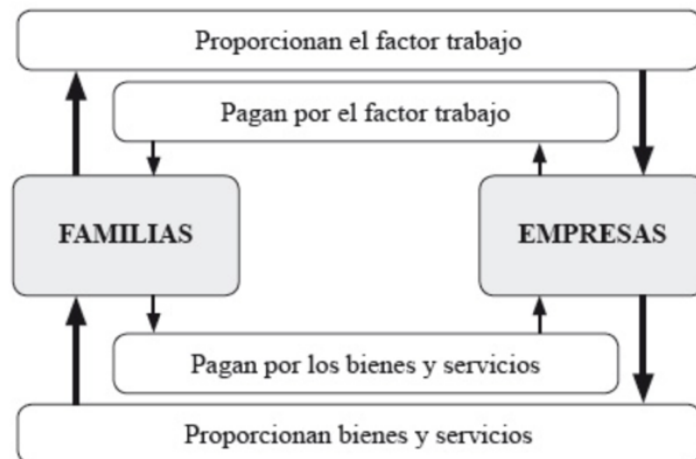 Proporcionan el factor trabajo
Pagan por el factor trabajo
FAMILIAS
EMPRESAS
Pagan por los bienes y servicios
Proporcionan bienes y servicios